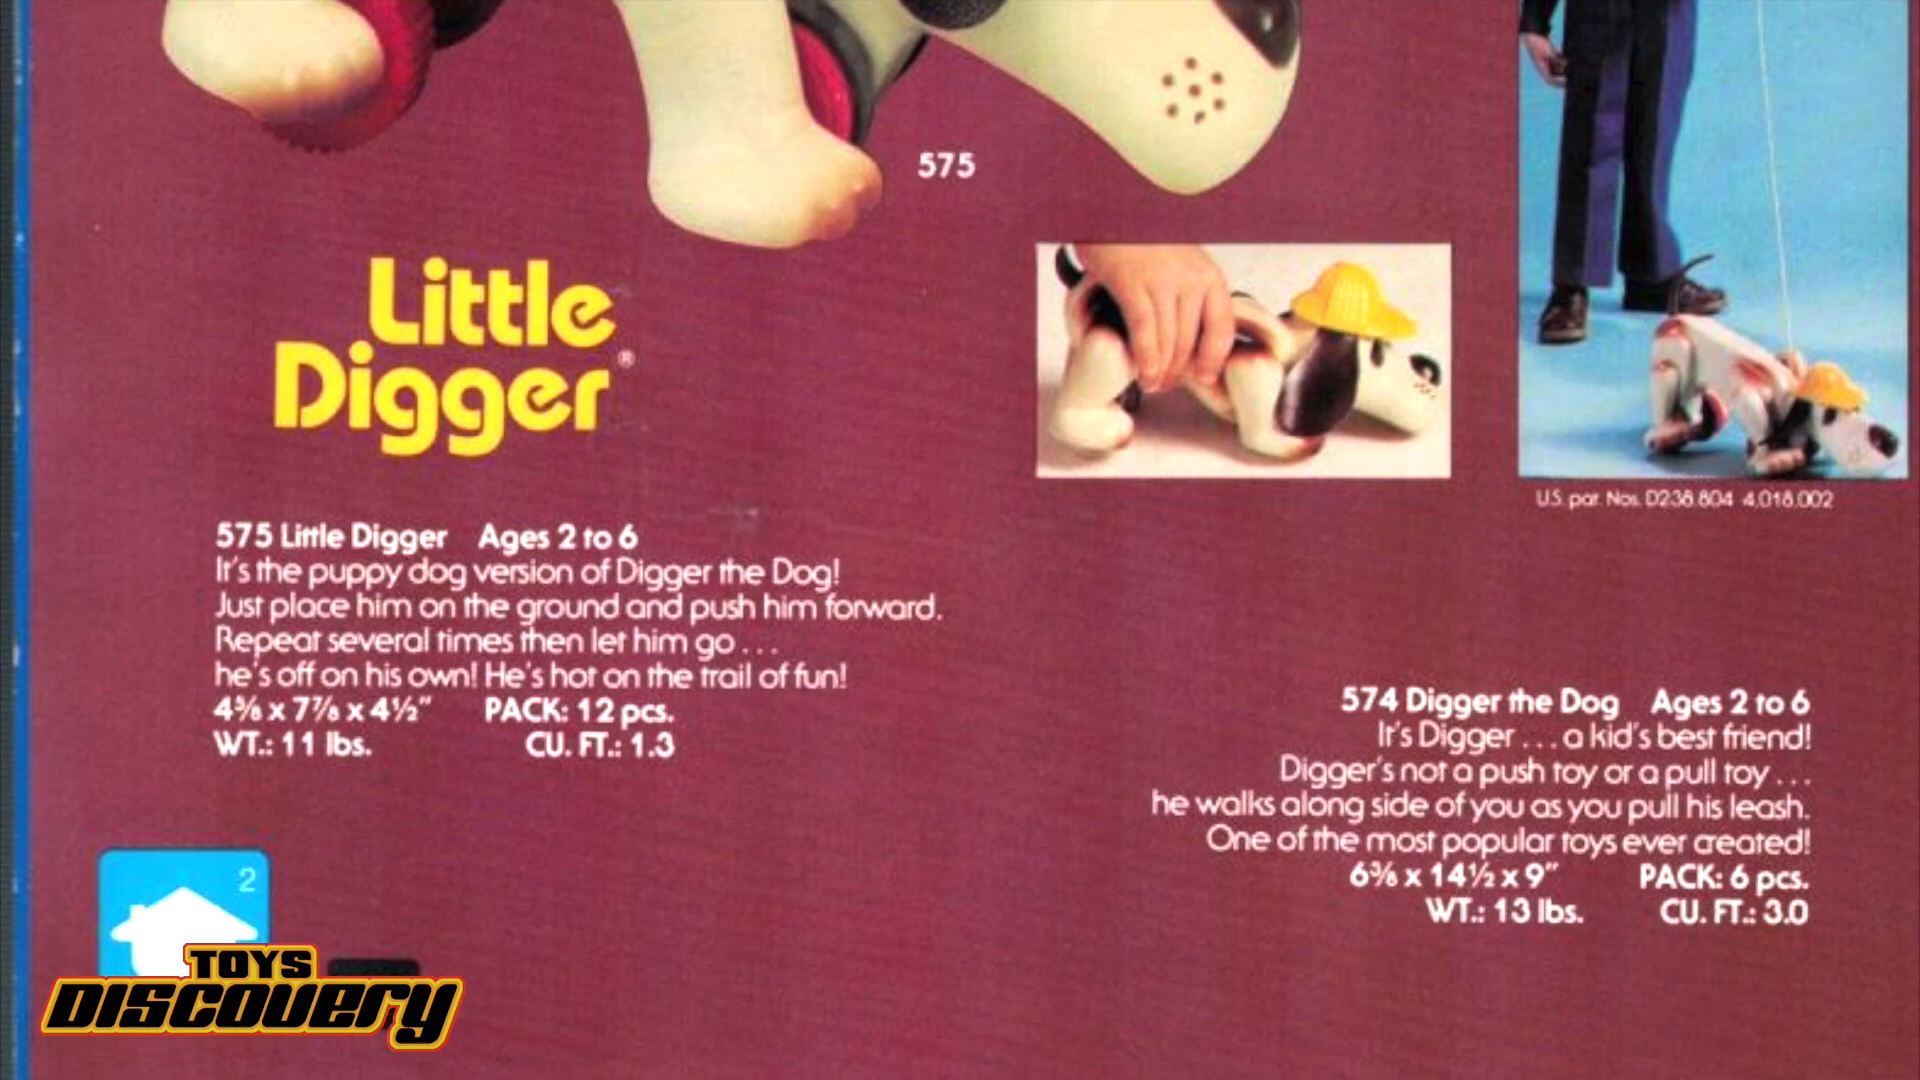 575
Little
Digger®
U.S. pat. Nos. D238.804 4.018.002
575 Little Digger Ages 2 to 6
It's the puppy dog version of Digger the Dog!
Just place him on the ground and push him forward.
Repeat several times then let him go...
he's off on his own! He's hot on the trail of fun!
4⅜ x 7⅞ x 4½" PACK: 12 pcs.
WT.: 11 lbs. CU. FT.: 1.3
574 Digger the Dog Ages 2 to 6
It's Digger...a kid's best friend!
Digger's not a push toy or a pull toy...
he walks along side of you as you pull his leash.
One of the most popular toys ever created!
6⅜ x 14½ x 9" PACK: 6 pcs.
WT.: 13 lbs. CU. FT.: 3.0
2
TOYS
DISCOVERY